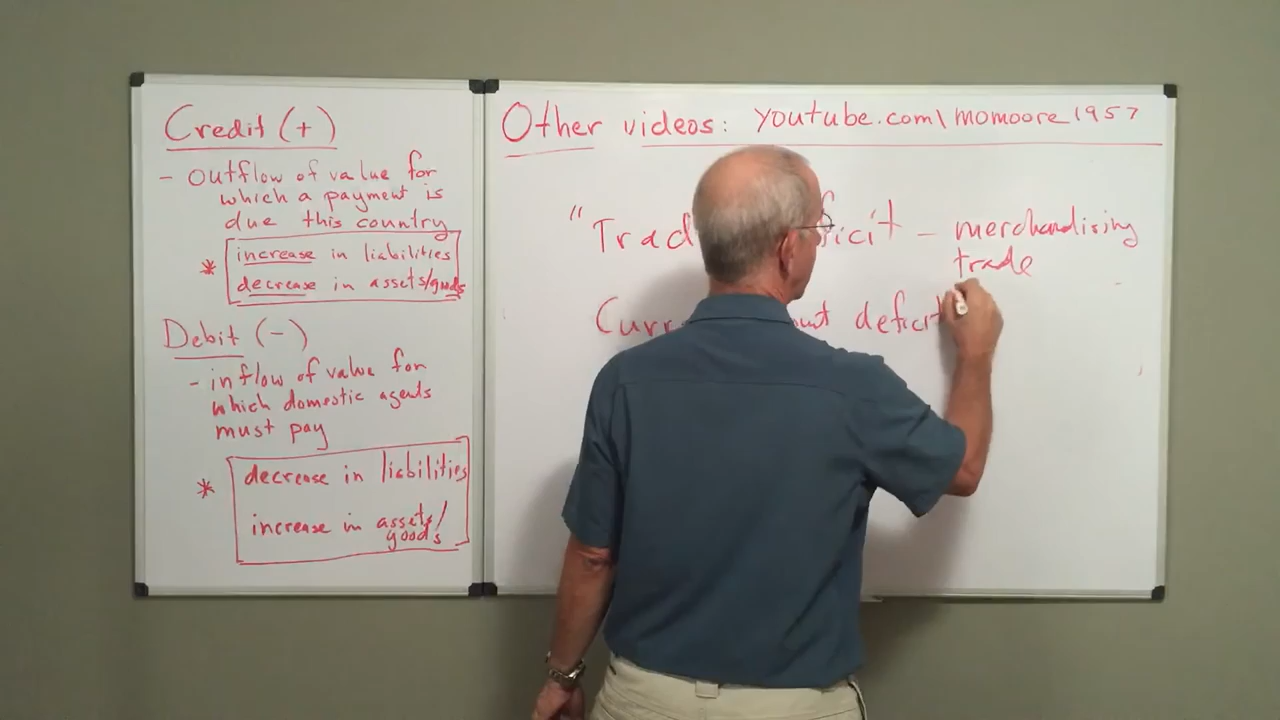 Credit (+)
- outflow of value for
which a payment is
due this country
* increase in liabilities
decrease in assets/goods
Debit (-)
- inflow of value for
which domestic agents
must pay
* decrease in liabilities
increase in assets/
goods
Other videos: youtube.com\momoore1957
"Trad ficit - merchandising
trade
Curr unt deficit